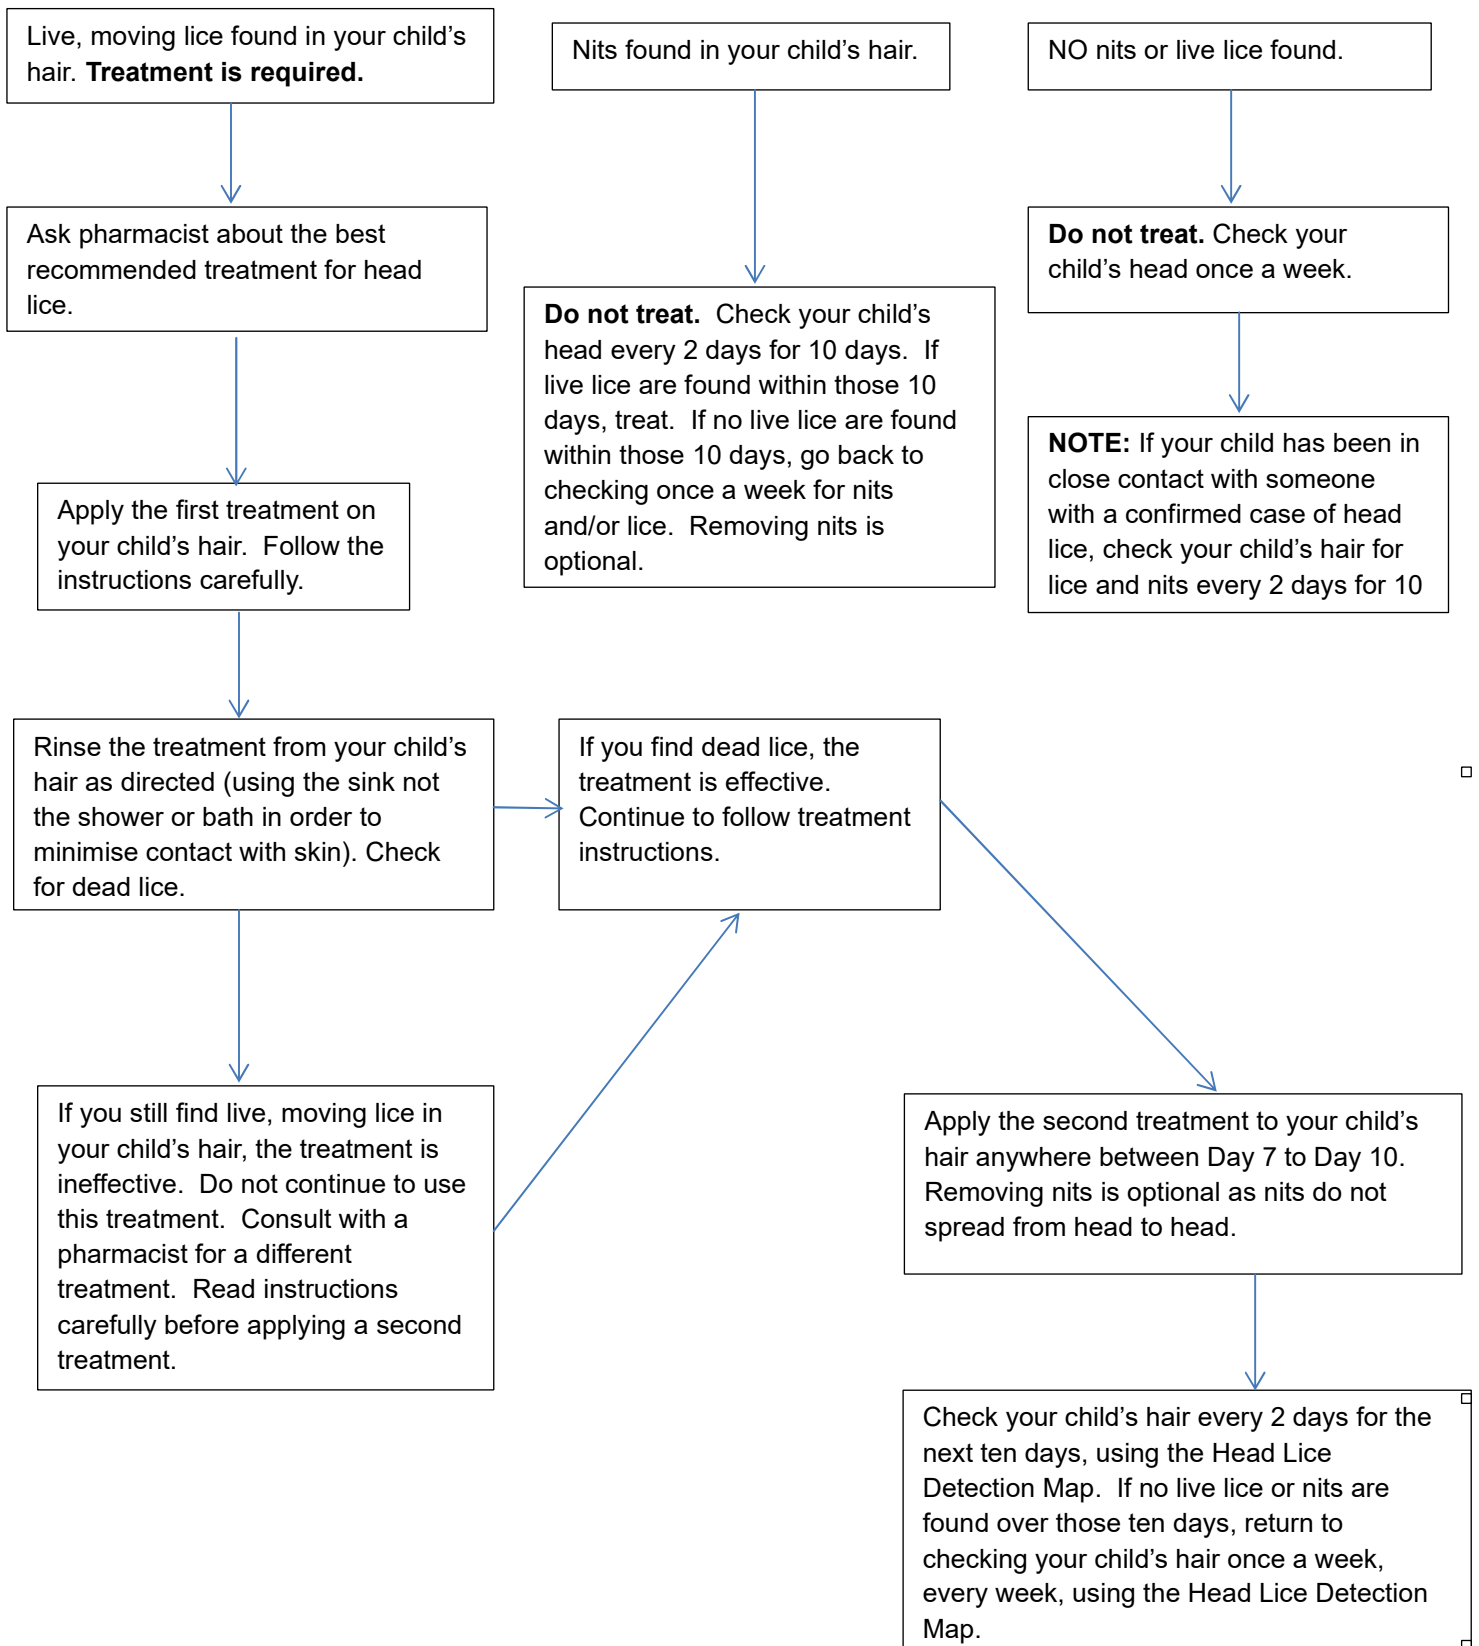 Live, moving lice found in your child’s
hair. Treatment is required.
Nits found in your child’s hair.
NO nits or live lice found.
Ask pharmacist about the best
recommended treatment for head
lice.
Do not treat.  Check your child’s
head every 2 days for 10 days.  If
live lice are found within those 10
days, treat.  If no live lice are found
within those 10 days, go back to
checking once a week for nits
and/or lice.  Removing nits is
optional.
Do not treat. Check your
child’s head once a week.
NOTE: If your child has been in
close contact with someone
with a confirmed case of head
lice, check your child’s hair for
lice and nits every 2 days for 10
Apply the first treatment on
your child’s hair.  Follow the
instructions carefully.
Rinse the treatment from your child’s
hair as directed (using the sink not
the shower or bath in order to
minimise contact with skin). Check
for dead lice.
If you find dead lice, the
treatment is effective.
Continue to follow treatment
instructions.
If you still find live, moving lice in
your child’s hair, the treatment is
ineffective.  Do not continue to use
this treatment.  Consult with a
pharmacist for a different
treatment.  Read instructions
carefully before applying a second
treatment.
Apply the second treatment to your child’s
hair anywhere between Day 7 to Day 10.
Removing nits is optional as nits do not
spread from head to head.
Check your child’s hair every 2 days for the
next ten days, using the Head Lice
Detection Map.  If no live lice or nits are
found over those ten days, return to
checking your child’s hair once a week,
every week, using the Head Lice Detection
Map.